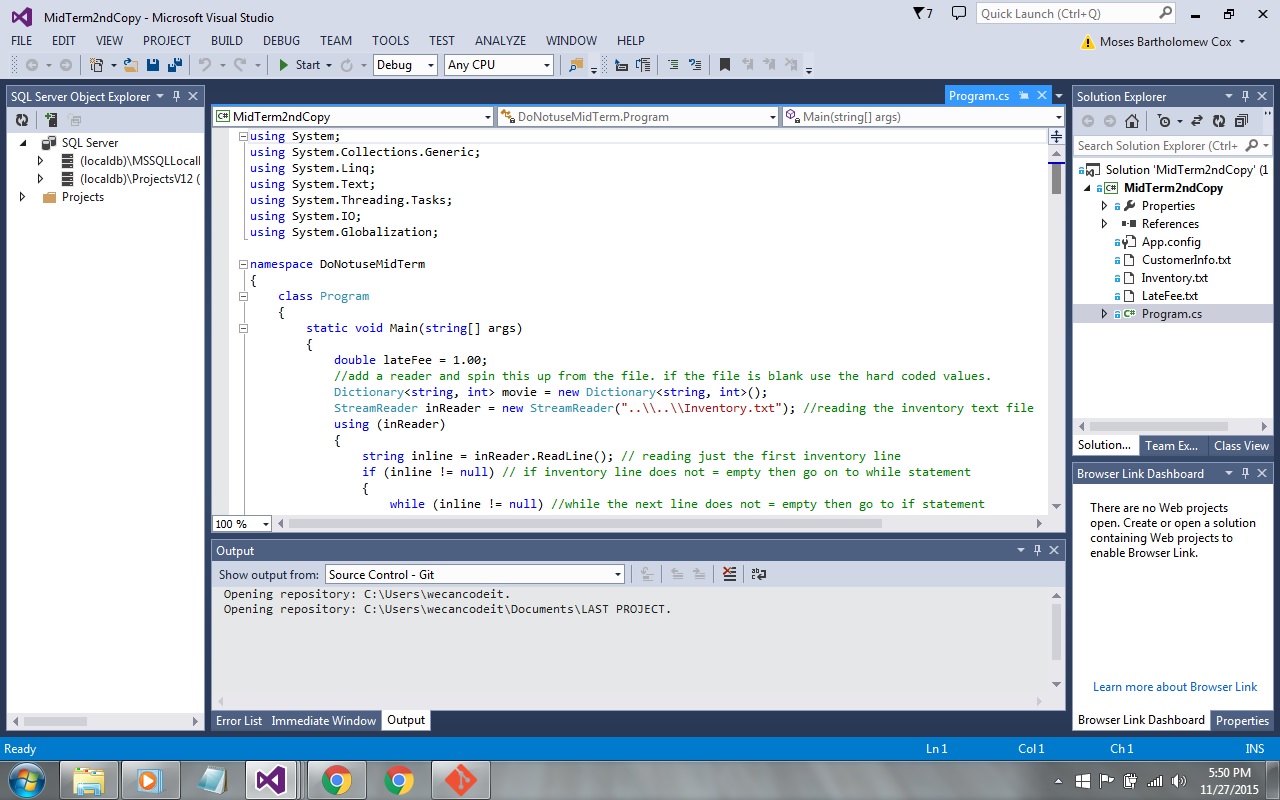 MidTerm2ndCopy - Microsoft Visual Studio
7
Quick Launch (Ctrl+Q)
FILE EDIT VIEW PROJECT BUILD DEBUG TEAM TOOLS TEST ANALYZE WINDOW HELP
Moses Bartholomew Cox
Start Debug Any CPU
SQL Server Object Explorer
SQL Server
(localdb)\MSSQLLocall
(localdb)\ProjectsV12 (
Projects
Program.cs
C# MidTerm2ndCopy DoNotuseMidTerm.Program Main(string[] args)
using System;
using System.Collections.Generic;
using System.Linq;
using System.Text;
using System.Threading.Tasks;
using System.IO;
using System.Globalization;
namespace DoNotuseMidTerm
{
class Program
{
static void Main(string[] args)
{
double lateFee = 1.00;
//add a reader and spin this up from the file. if the file is blank use the hard coded values.
Dictionary<string, int> movie = new Dictionary<string, int>();
StreamReader inReader = new StreamReader("..\\..\\Inventory.txt"); //reading the inventory text file
using (inReader)
{
string inline = inReader.ReadLine(); // reading just the first inventory line
if (inline != null) // if inventory line does not = empty then go on to while statement
{
while (inline != null) //while the next line does not = empty then go to if statement
100 %
Output
Show output from: Source Control - Git
Opening repository: C:\Users\wecancodeit.
Opening repository: C:\Users\wecancodeit\Documents\LAST PROJECT.
Error List Immediate Window Output
Solution Explorer
Search Solution Explorer (Ctrl+
Solution 'MidTerm2ndCopy' (1
C# MidTerm2ndCopy
Properties
References
App.config
CustomerInfo.txt
Inventory.txt
LateFee.txt
C# Program.cs
Solution... Team Ex... Class View
Browser Link Dashboard
There are no Web projects
open. Create or open a solution
containing Web projects to
enable Browser Link.
Learn more about Browser Link
Browser Link Dashboard Properties
Ready Ln 1 Col 1 Ch 1 INS
5:50 PM
11/27/2015